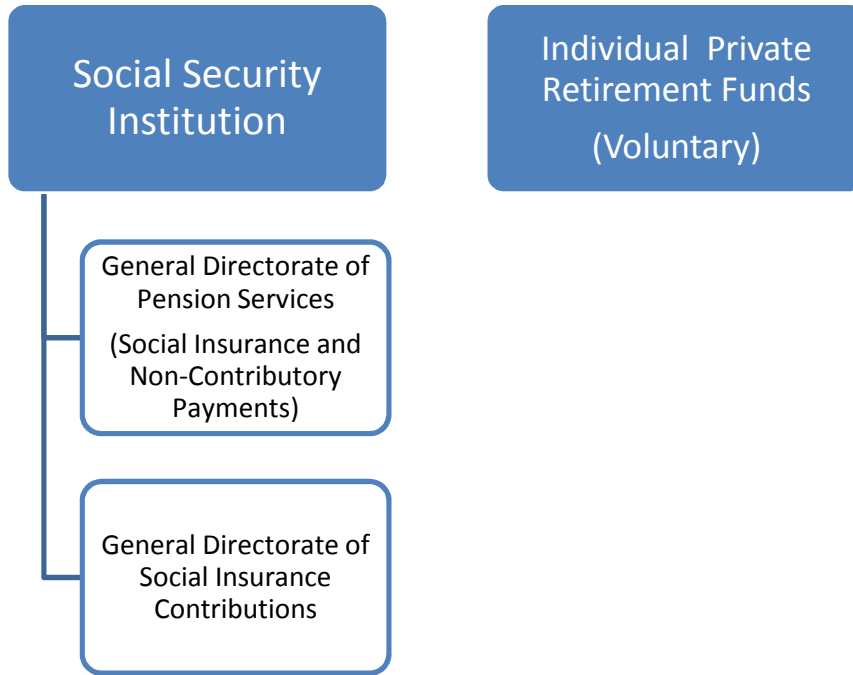 Social Security
Institution
Individual Private
Retirement Funds
(Voluntary)
General Directorate of
Pension Services
(Social Insurance and
Non-Contributory
Payments)
General Directorate of
Social Insurance
Contributions